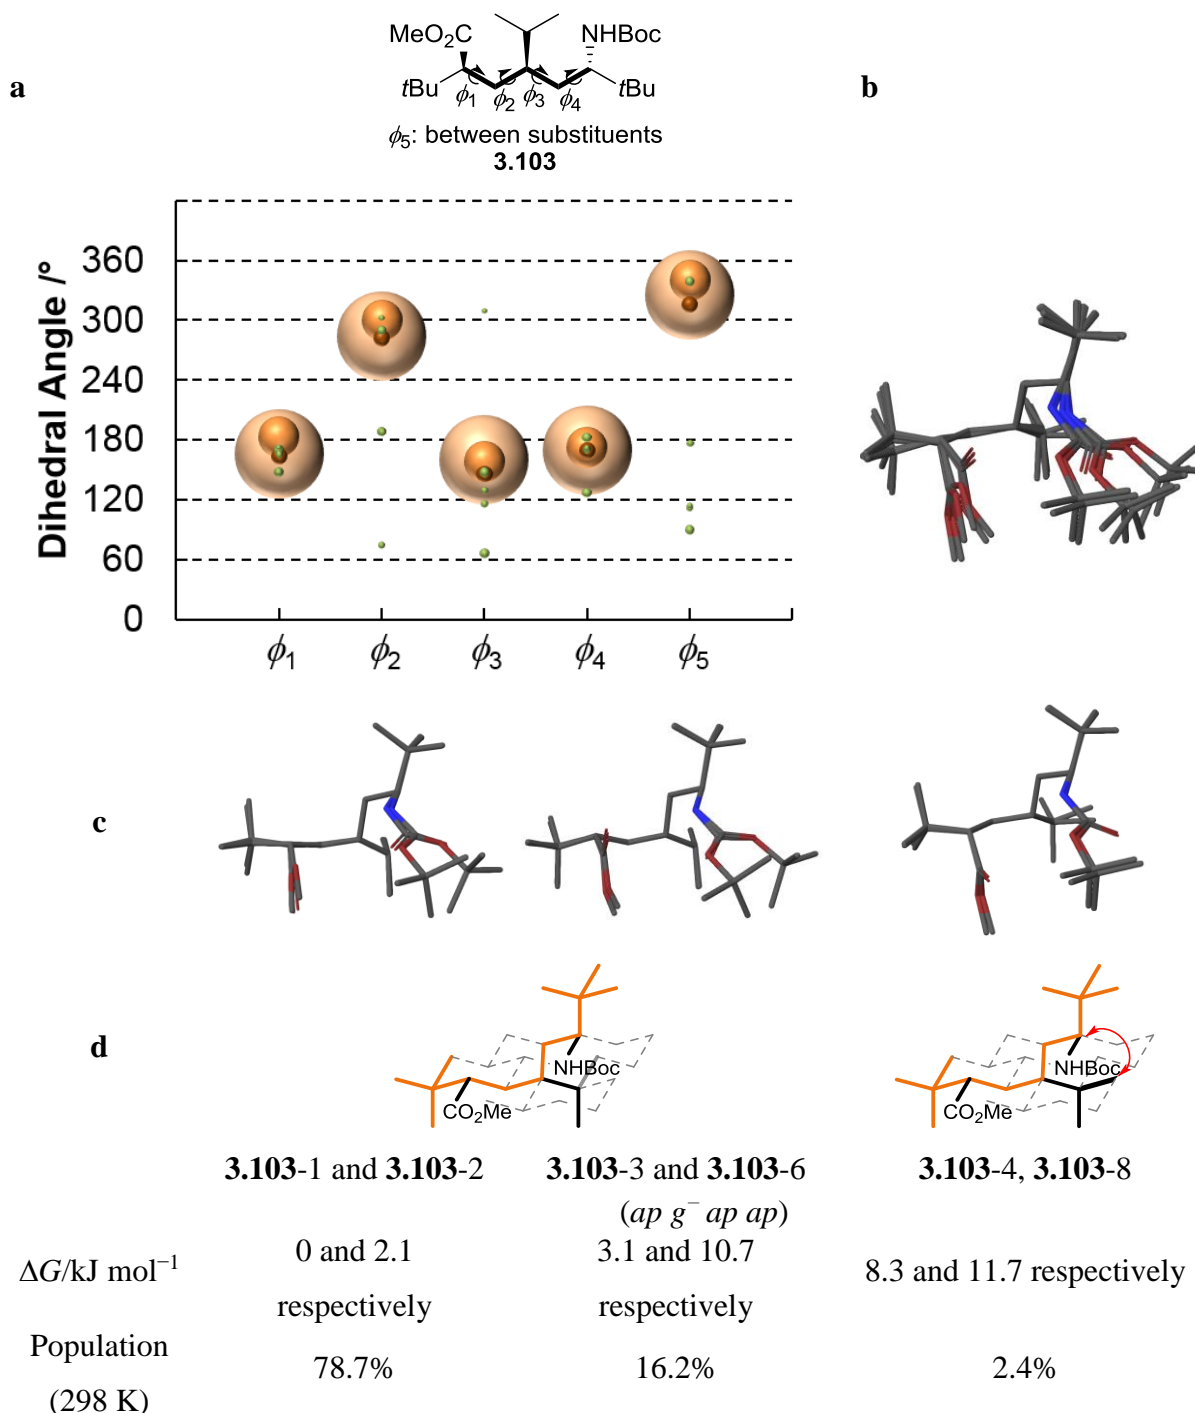 MeO2C
NHBoc
a
tBu
ϕ1
ϕ2
ϕ3
ϕ4
tBu
b
ϕ5: between substituents
3.103
Dihedral Angle /°
360
300
240
180
120
60
0
ϕ1
ϕ2
ϕ3
ϕ4
ϕ5
c
d
NHBoc
CO2Me
NHBoc
CO2Me
3.103-1 and 3.103-2
3.103-3 and 3.103-6
3.103-4, 3.103-8
(ap g⁻ ap ap)
ΔG/kJ mol⁻¹
0 and 2.1
respectively
3.1 and 10.7
respectively
8.3 and 11.7 respectively
Population
(298 K)
78.7%
16.2%
2.4%